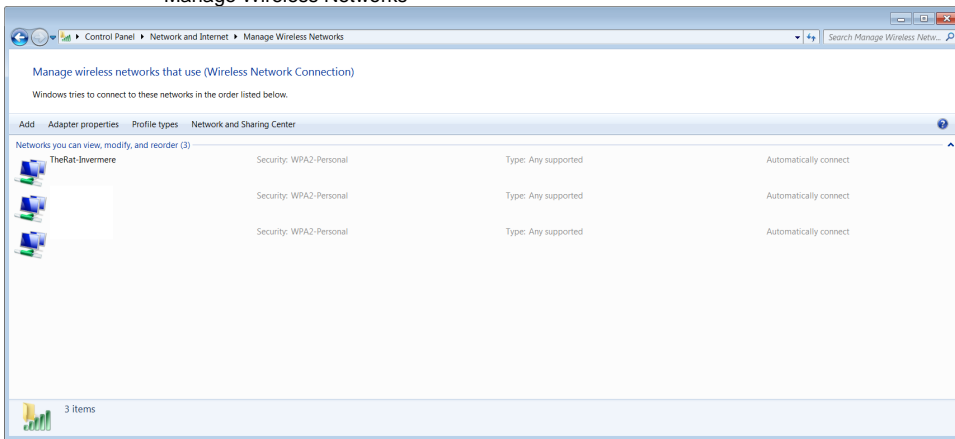 Manage Wireless Networks
Control Panel ▸ Network and Internet ▸ Manage Wireless Networks
Search Manage Wireless Netw...
Manage wireless networks that use (Wireless Network Connection)
Windows tries to connect to these networks in the order listed below.
Add Adapter properties Profile types Network and Sharing Center
Networks you can view, modify, and reorder (3)
TheRat-Invermere Security: WPA2-Personal Type: Any supported Automatically connect
Security: WPA2-Personal Type: Any supported Automatically connect
Security: WPA2-Personal Type: Any supported Automatically connect
3 items